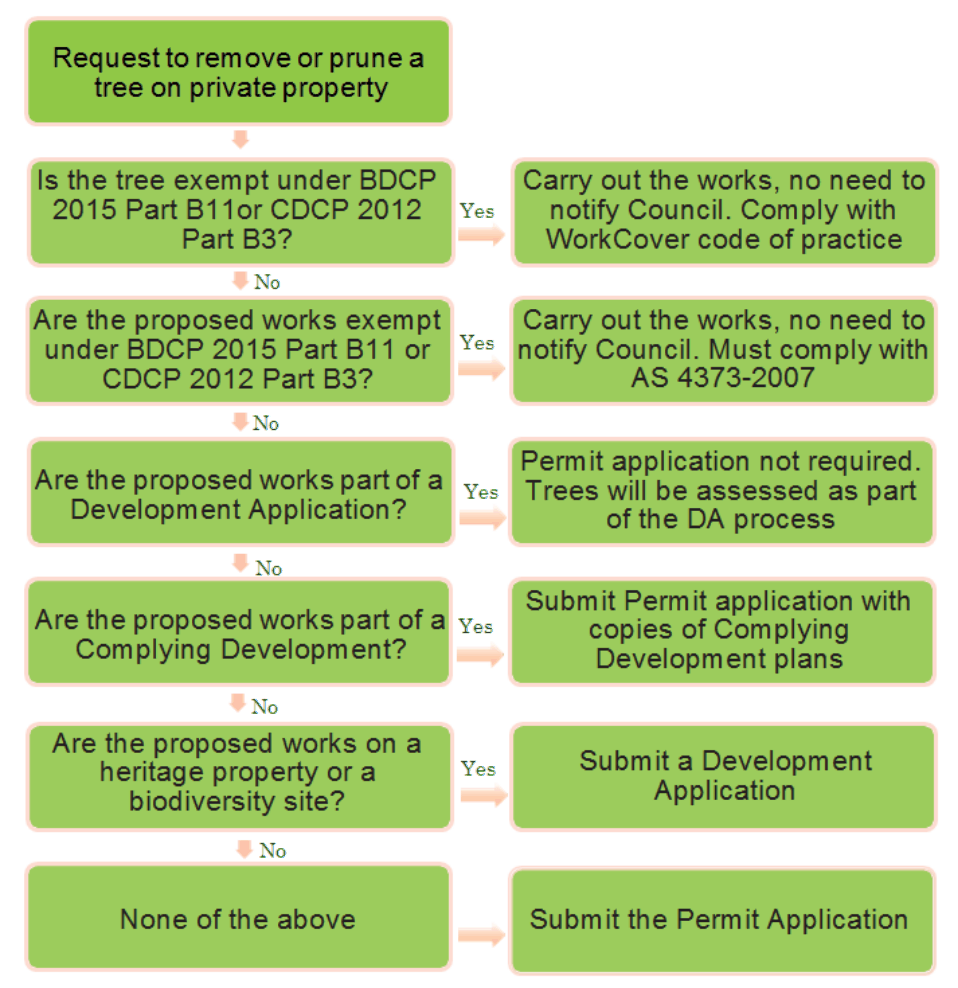 Request to remove or prune a
tree on private property
Is the tree exempt under BDCP
2015 Part B11or CDCP 2012
Part B3?
Yes
Carry out the works, no need to
notify Council. Comply with
WorkCover code of practice
No
Are the proposed works exempt
under BDCP 2015 Part B11 or
CDCP 2012 Part B3?
Yes
Carry out the works, no need to
notify Council. Must comply with
AS 4373-2007
No
Are the proposed works part of a
Development Application?
Yes
Permit application not required.
Trees will be assessed as part
of the DA process
No
Are the proposed works part of a
Complying Development?
Yes
Submit Permit application with
copies of Complying
Development plans
No
Are the proposed works on a
heritage property or a
biodiversity site?
Yes
Submit a Development
Application
No
None of the above
Submit the Permit Application